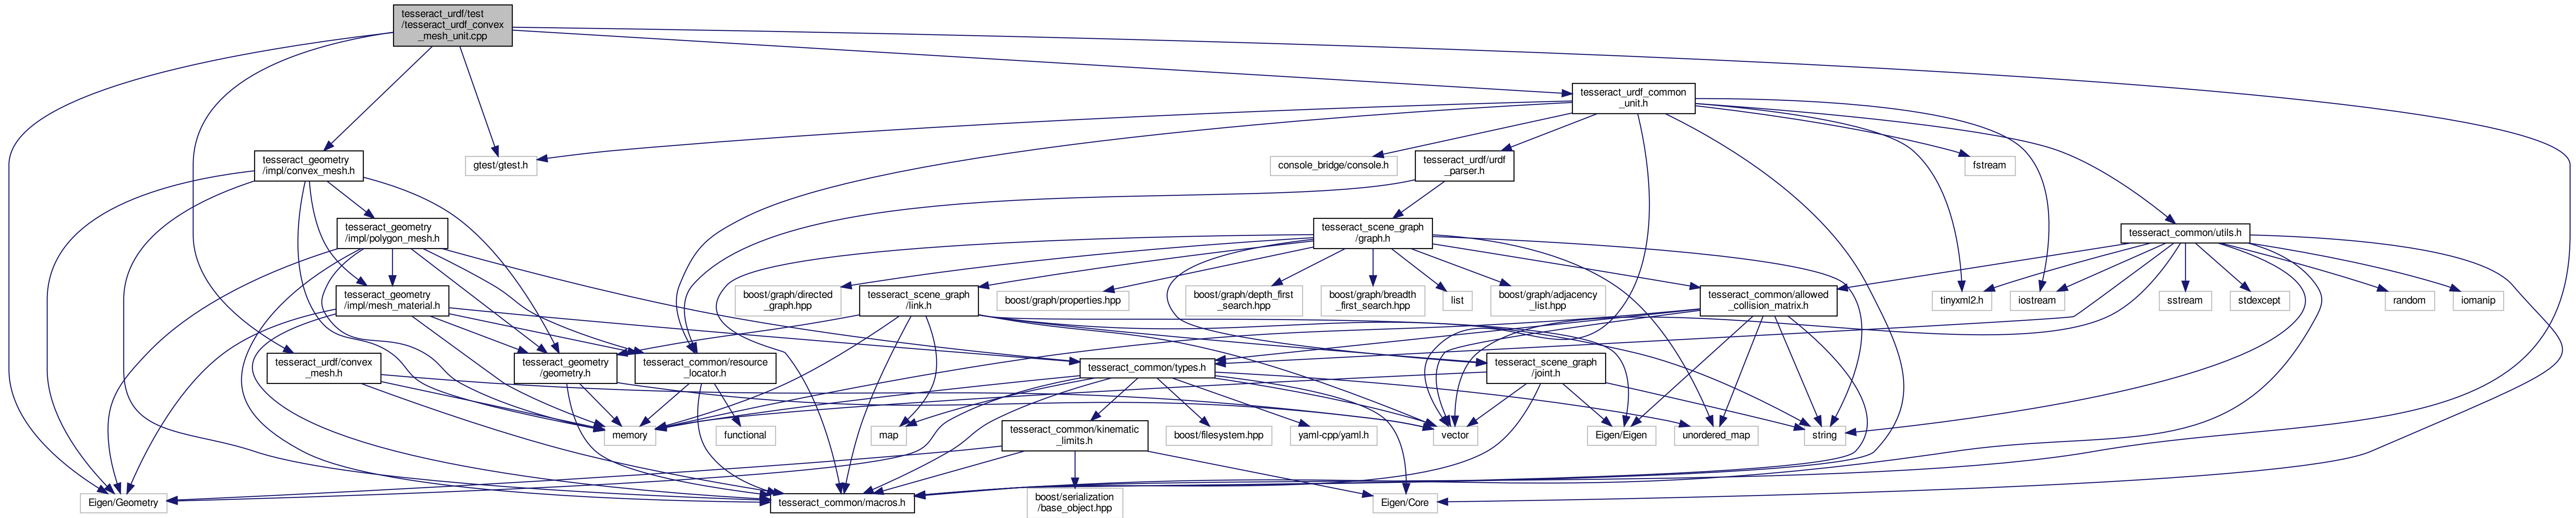 tesseract_urdf/test
/tesseract_urdf_convex
_mesh_unit.cpp
tesseract_urdf_common
_unit.h
tesseract_geometry
/impl/convex_mesh.h
gtest/gtest.h
console_bridge/console.h
tesseract_urdf/urdf
_parser.h
fstream
tesseract_geometry
/impl/polygon_mesh.h
tesseract_scene_graph
/graph.h
tesseract_common/utils.h
tesseract_geometry
/impl/mesh_material.h
boost/graph/directed
_graph.hpp
tesseract_scene_graph
/link.h
boost/graph/properties.hpp
boost/graph/depth_first
_search.hpp
boost/graph/breadth
_first_search.hpp
list
boost/graph/adjacency
_list.hpp
tesseract_common/allowed
_collision_matrix.h
tinyxml2.h
iostream
sstream
stdexcept
random
iomanip
tesseract_urdf/convex
_mesh.h
tesseract_geometry
/geometry.h
tesseract_common/resource
_locator.h
tesseract_common/types.h
tesseract_scene_graph
/joint.h
memory
functional
map
tesseract_common/kinematic
_limits.h
boost/filesystem.hpp
yaml-cpp/yaml.h
vector
Eigen/Eigen
unordered_map
string
Eigen/Geometry
tesseract_common/macros.h
boost/serialization
/base_object.hpp
Eigen/Core